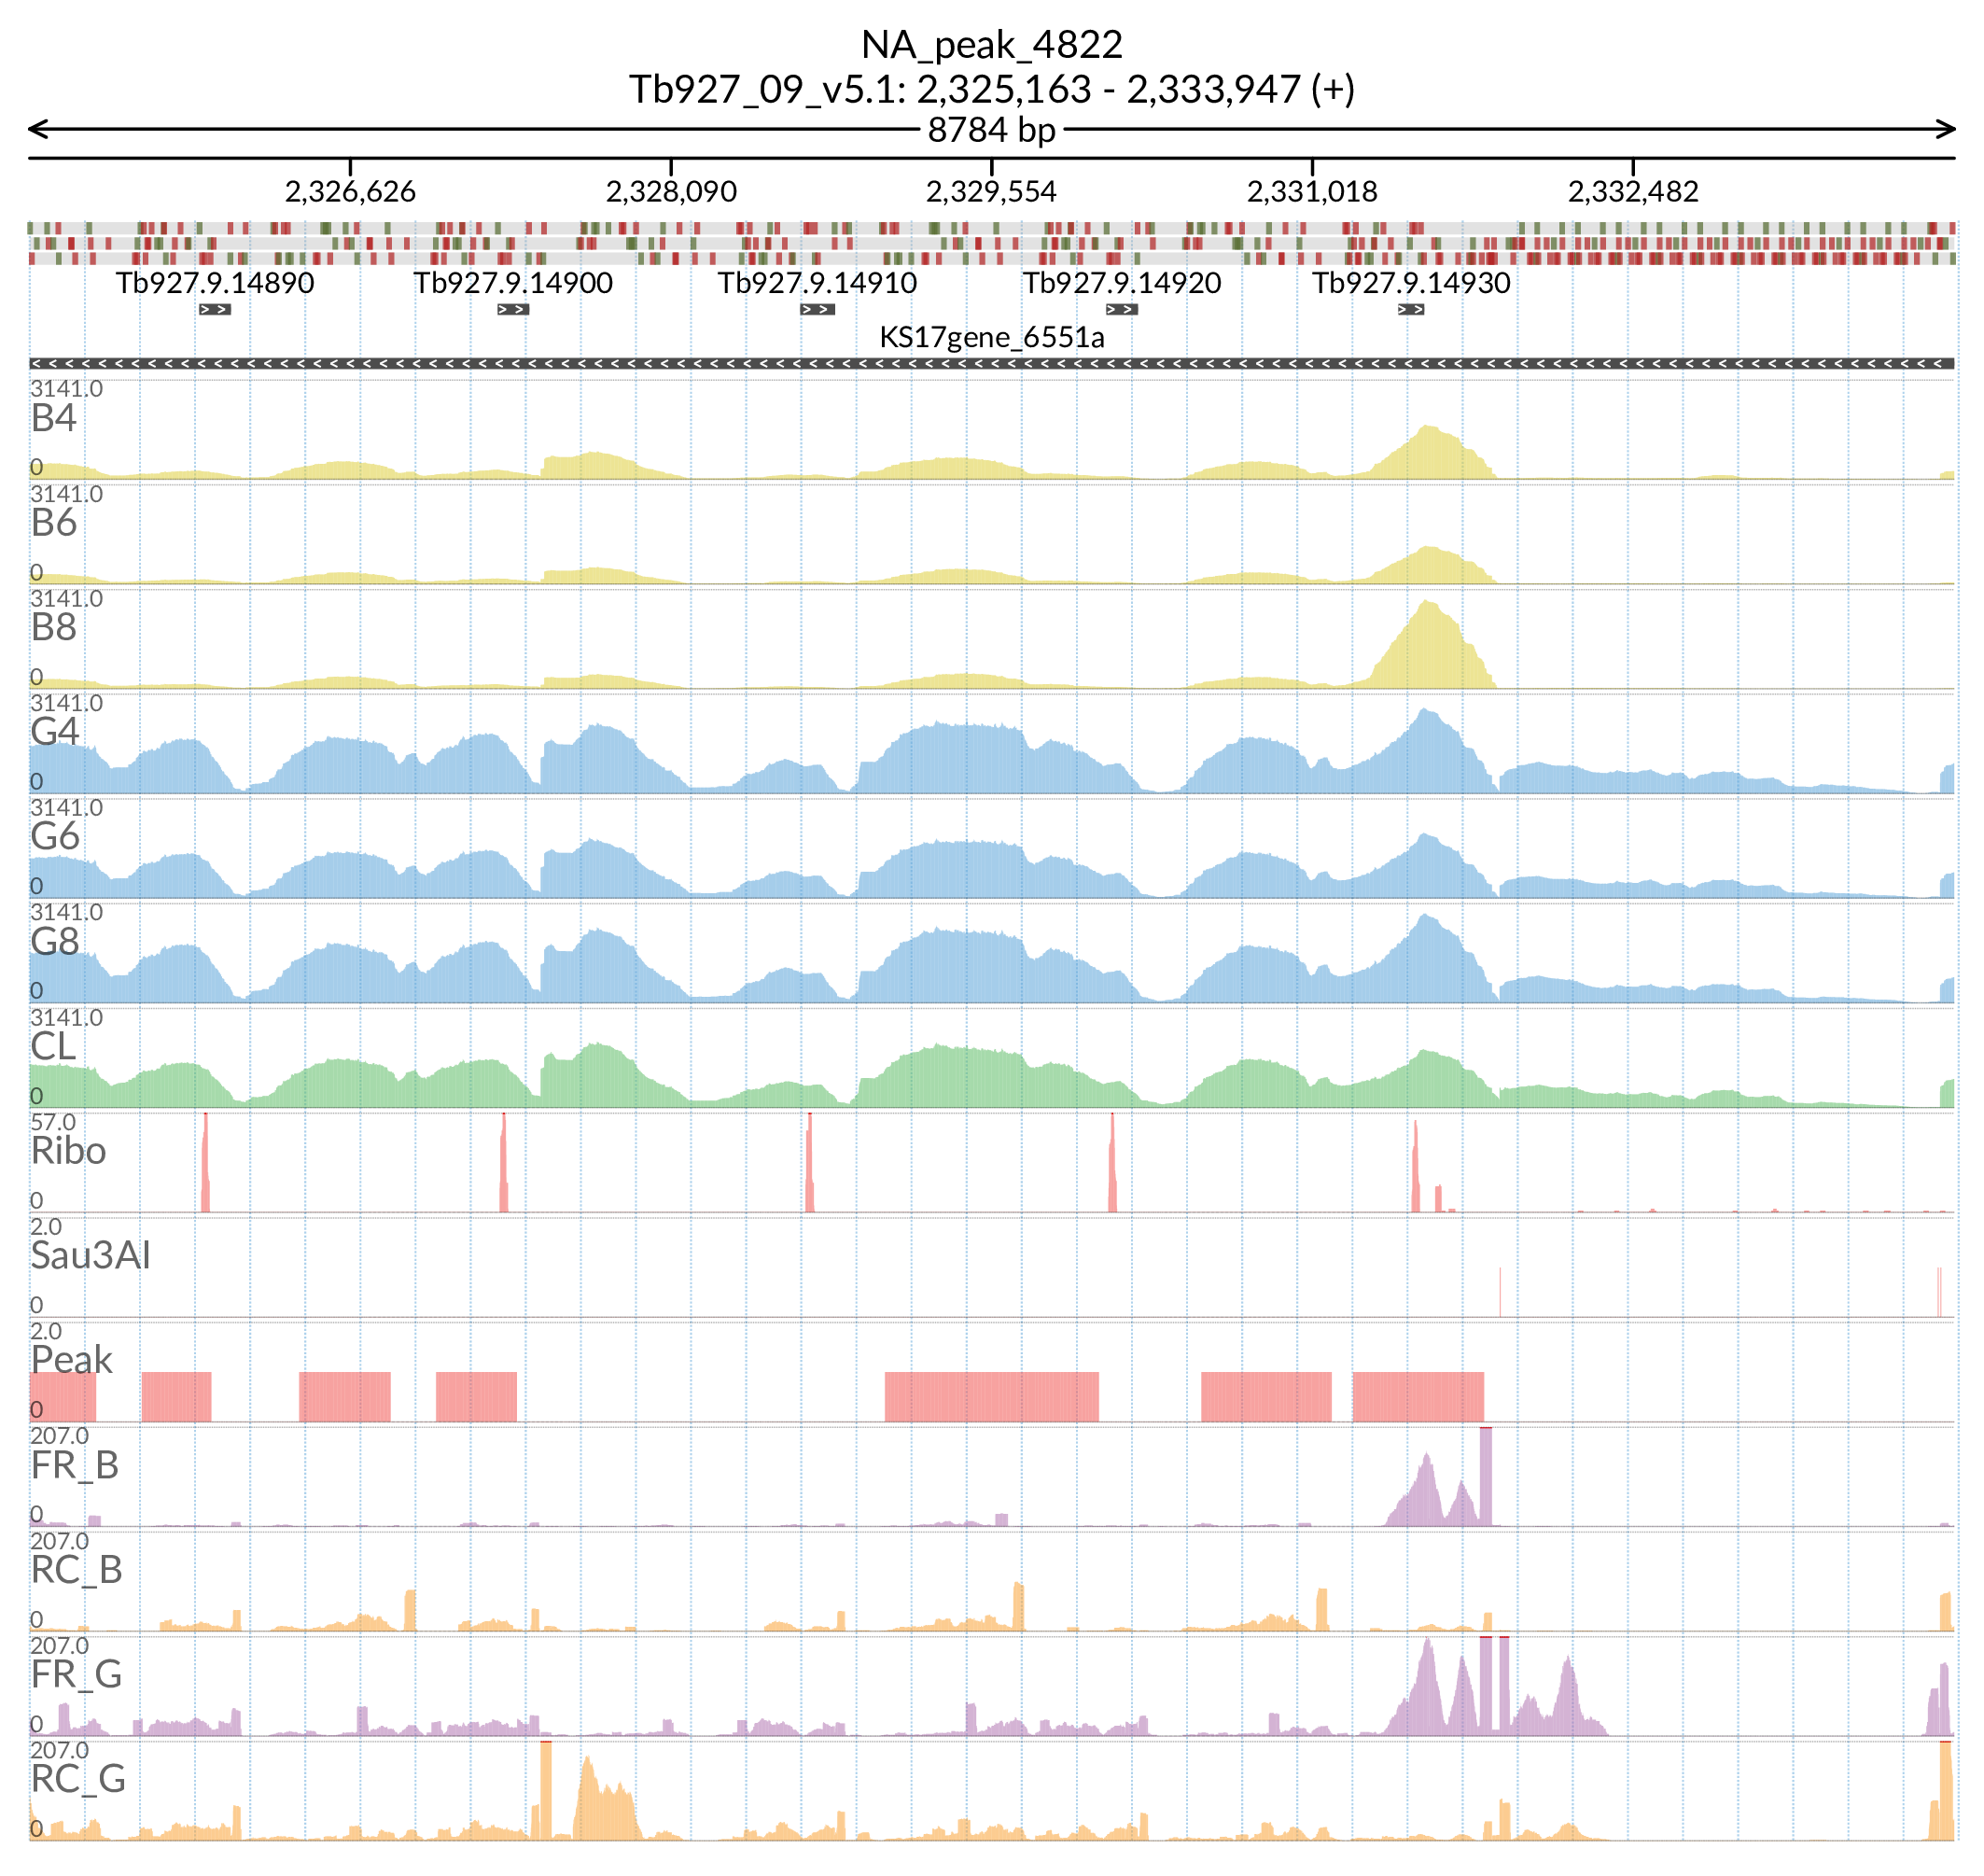 NA_peak_4822
Tb927_09_v5.1: 2,325,163 - 2,333,947 (+)
8784 bp
2,326,626 2,328,090 2,329,554 2,331,018 2,332,482
Tb927.9.14890 Tb927.9.14900 Tb927.9.14910 Tb927.9.14920 Tb927.9.14930
KS17gene_6551a
3141.0
B4
0
3141.0
B6
0
3141.0
B8
0
3141.0
G4
0
3141.0
G6
0
3141.0
G8
0
3141.0
CL
0
57.0
Ribo
0
2.0
Sau3AI
0
2.0
Peak
0
207.0
FR_B
0
207.0
RC_B
0
207.0
FR_G
0
207.0
RC_G
0